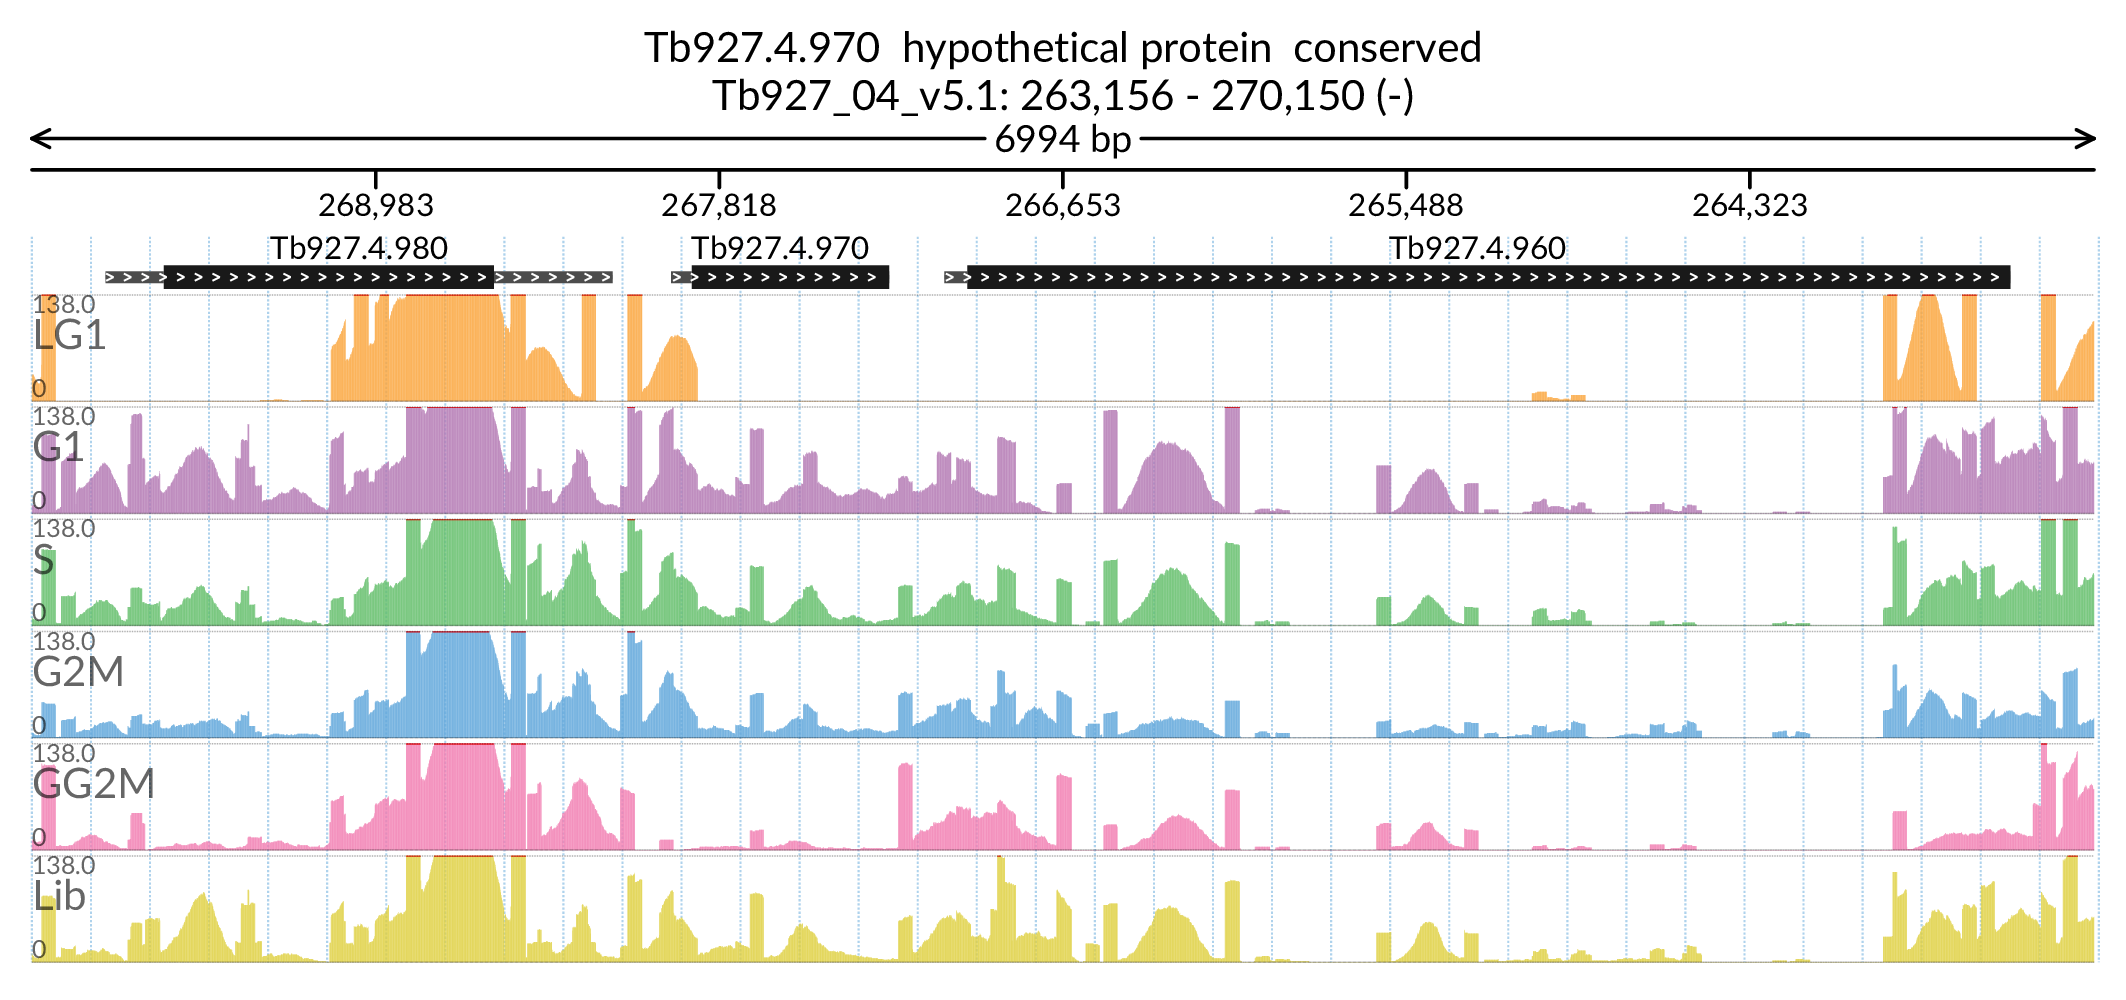 Tb927.4.970  hypothetical protein  conserved
Tb927_04_v5.1: 263,156 - 270,150 (-)
6994 bp
268,983 267,818 266,653 265,488 264,323
Tb927.4.980 Tb927.4.970 Tb927.4.960
138.0
LG1
0
138.0
G1
0
138.0
S
0
138.0
G2M
0
138.0
GG2M
0
138.0
Lib
0